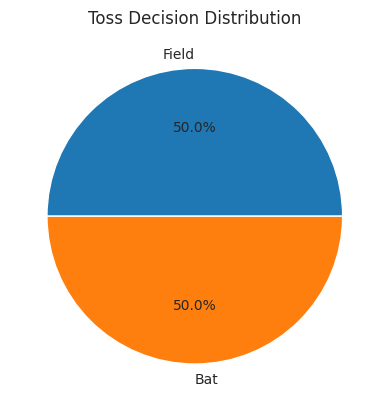 Toss Decision Distribution
Field
50.0%
50.0%
Bat